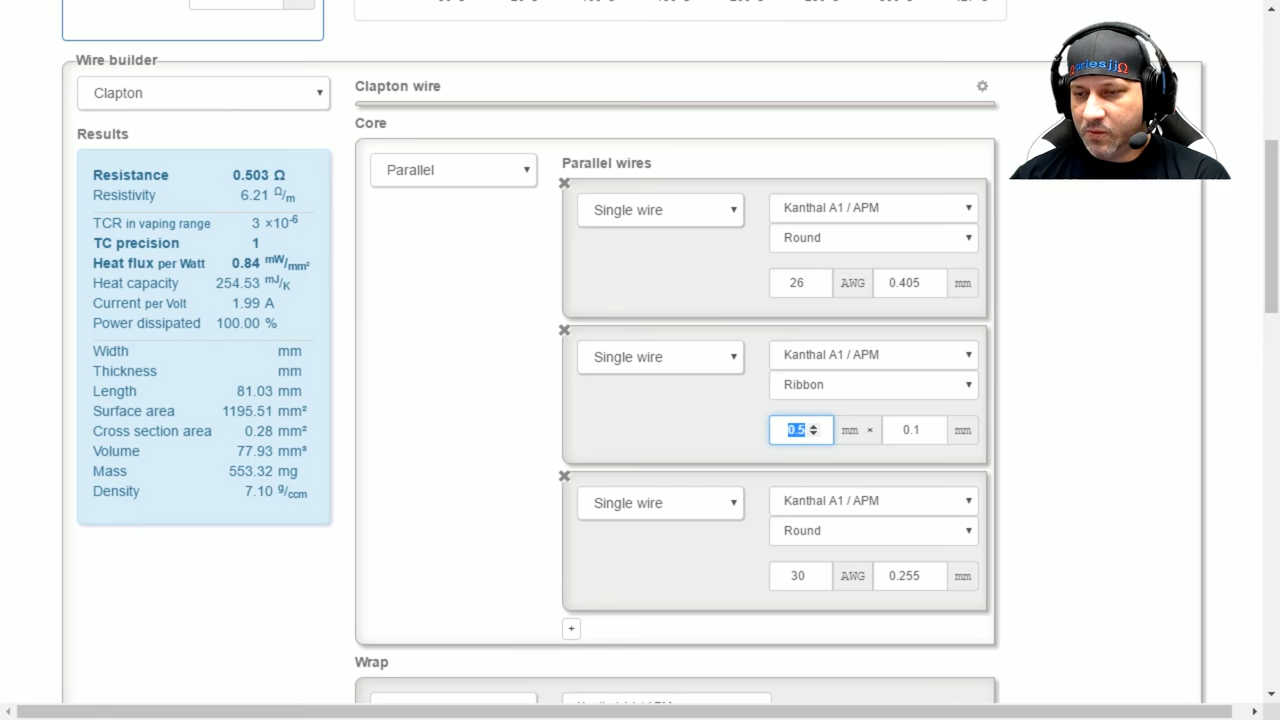 Wire builder
Clapton
Clapton wire
Core
Results
Resistance 0.503 Ω
Resistivity 6.21 Ω/m
TCR in vaping range 3 ×10-6
TC precision 1
Heat flux per Watt 0.84 mW/mm²
Heat capacity 254.53 mJ/K
Current per Volt 1.99 A
Power dissipated 100.00 %
Width mm
Thickness mm
Length 81.03 mm
Surface area 1195.51 mm²
Cross section area 0.28 mm²
Volume 77.93 mm³
Mass 553.32 mg
Density 7.10 g/ccm
Parallel
Parallel wires
Single wire
Kanthal A1 / APM
Round
26 AWG 0.405 mm
Single wire
Kanthal A1 / APM
Ribbon
0.5 mm × 0.1 mm
Single wire
Kanthal A1 / APM
Round
30 AWG 0.255 mm
+
Wrap